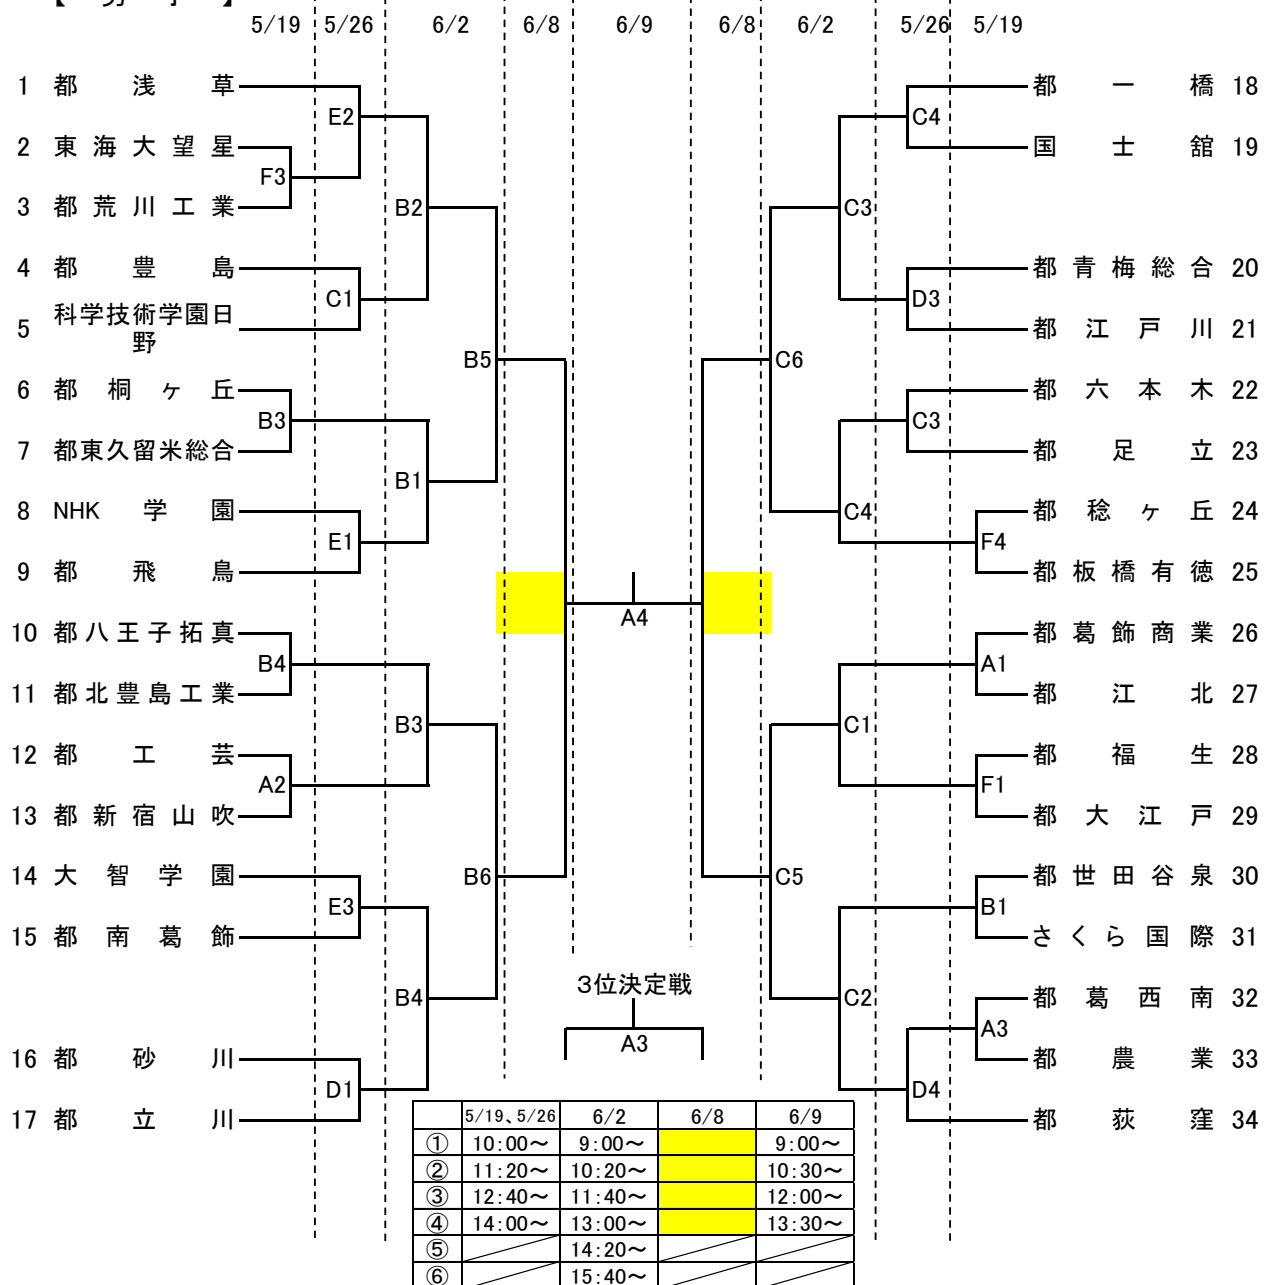 5/19 5/26 6/2 6/8 6/9 6/8 6/2 5/26 5/19
1 都浅草
E2
2 東海大望星
F3
3 都荒川工業
B2
4 都豊島
C1
5 科学技術学園日
野
B5
6 都桐ヶ丘
B3
7 都東久留米総合
B1
8 NHK学園
E1
9 都飛鳥
10 都八王子拓真
B4
11 都北豊島工業
B3
12 都工芸
A2
13 都新宿山吹
B6
14 大智学園
E3
15 都南葛飾
B4
16 都砂川
D1
17 都立川
A4
3位決定戦
A3
都一橋 18
C4
国士舘 19
C3
都青梅総合 20
D3
都江戸川 21
C6
都六本木 22
C3
都足立 23
C4
都稔ヶ丘 24
F4
都板橋有徳 25
都葛飾商業 26
A1
都江北 27
C1
都福生 28
F1
都大江戸 29
C5
都世田谷泉 30
B1
さくら国際 31
C2
都葛西南 32
A3
都農業 33
D4
都荻窪 34
5/19、5/26 6/2 6/8 6/9
① 10:00～ 9:00～ 9:00～
② 11:20～ 10:20～ 10:30～
③ 12:40～ 11:40～ 12:00～
④ 14:00～ 13:00～ 13:30～
⑤ 14:20～
⑥ 15:40～